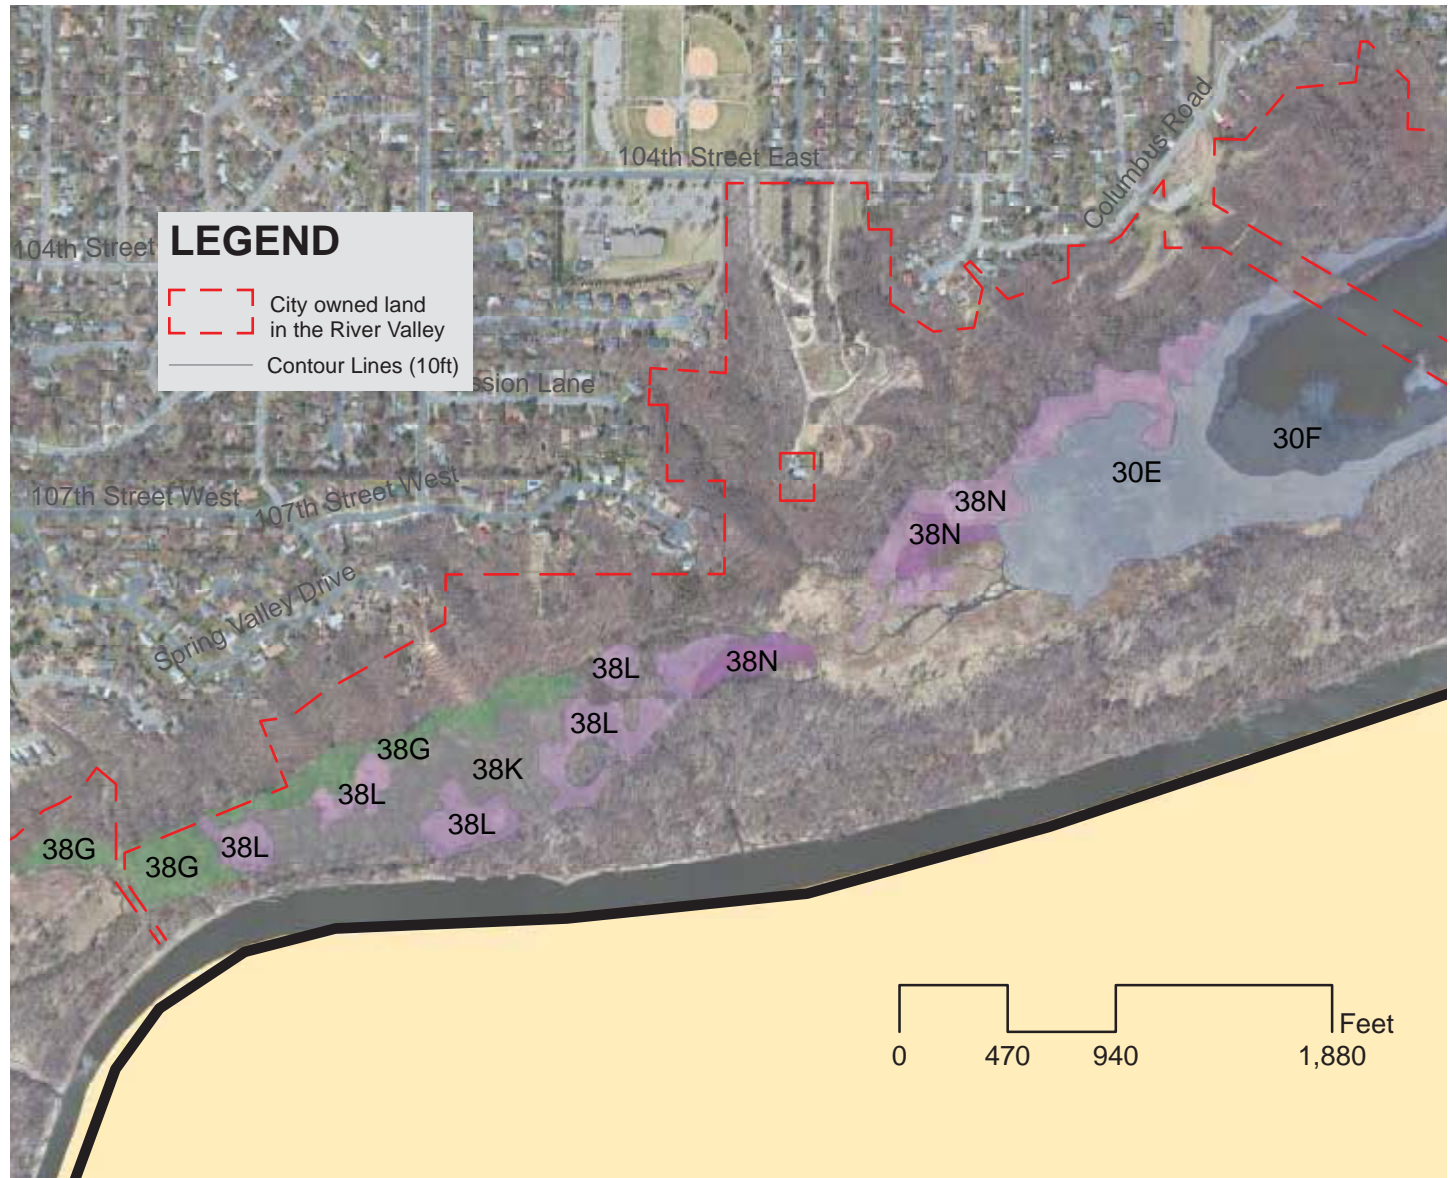 104th Street East
Columbus Road
104th Street
LEGEND
City owned land
in the River Valley
Contour Lines (10ft)
ssion Lane
107th Street West
107th Street West
Spring Valley Drive
30F
30E
38N
38N
38N
38L
38L
38G
38K
38L
38L
38G
38G
38L
Feet
0 470 940 1,880